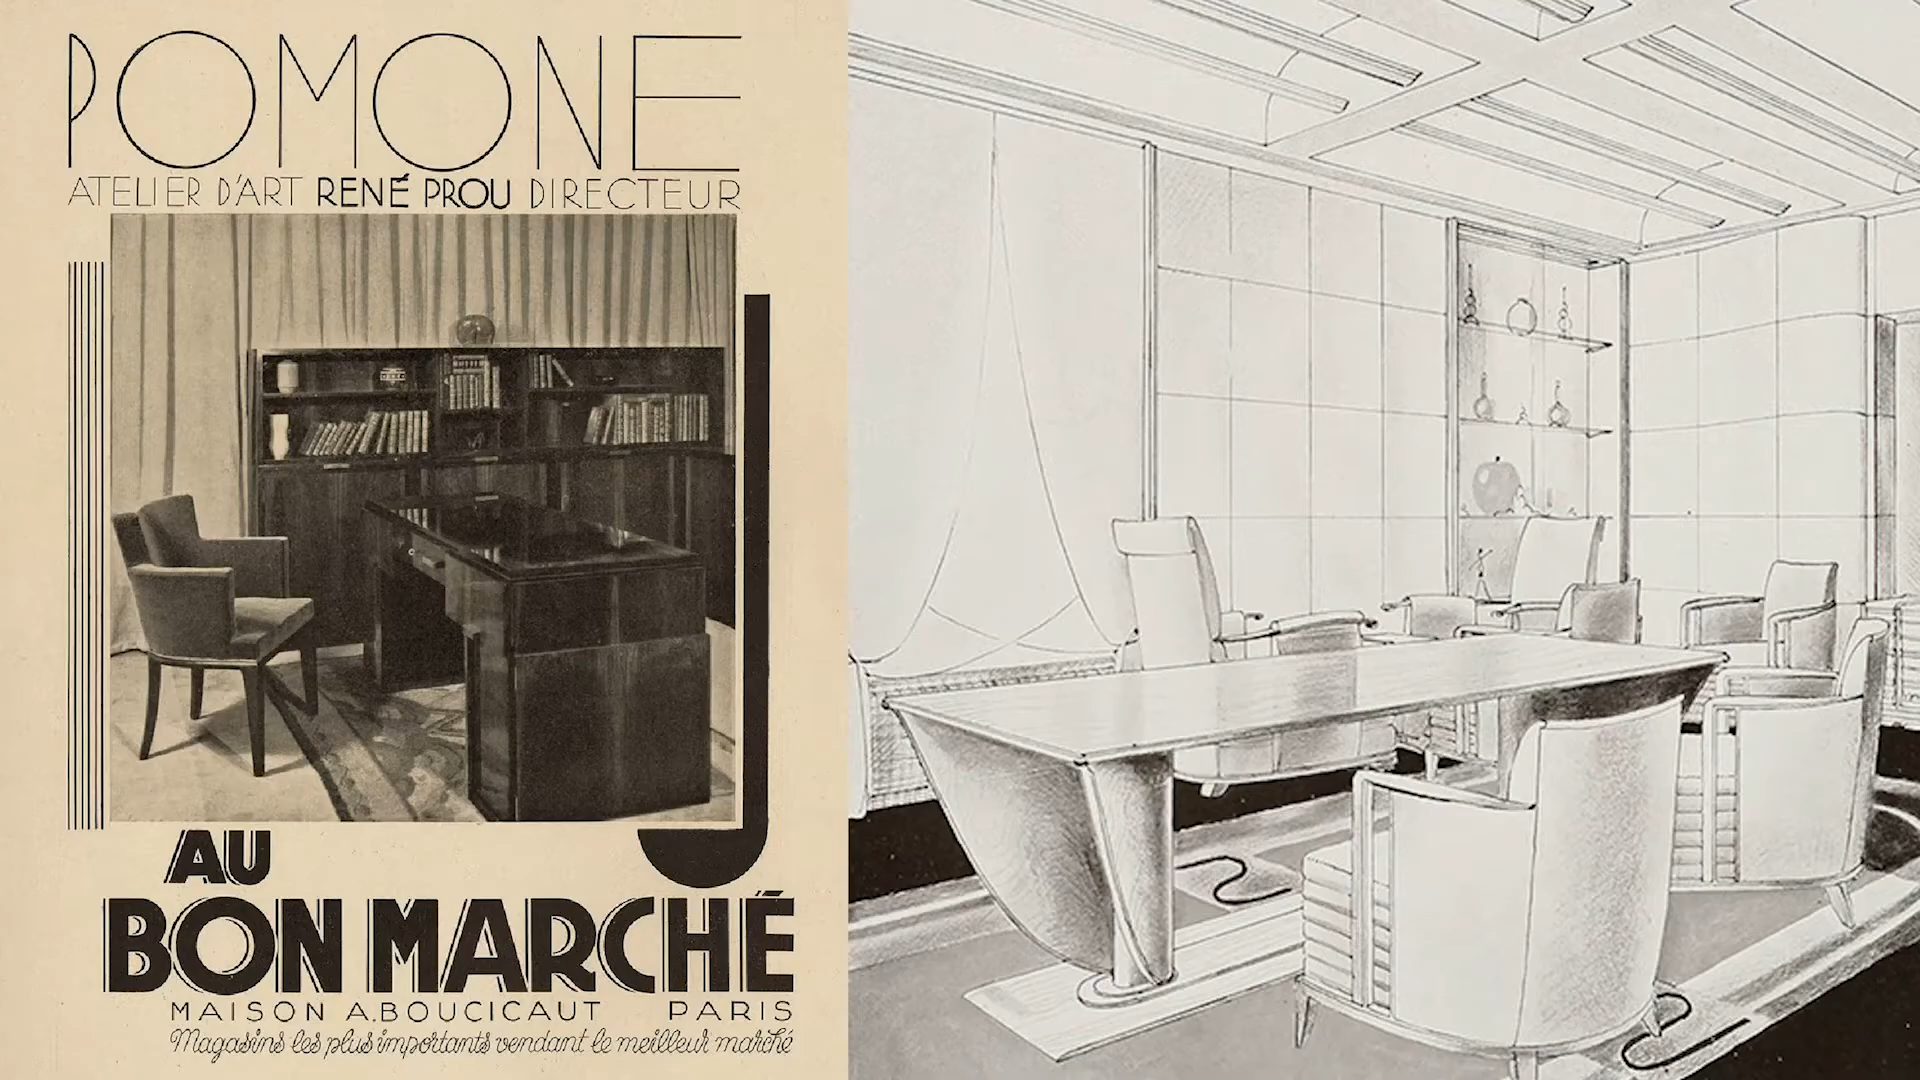 POMONE
ATELIER D'ART RENÉ PROU DIRECTEUR
AU
BON MARCHÉ
MAISON A.BOUCICAUT PARIS
Magasins les plus importants vendant le meilleur marché